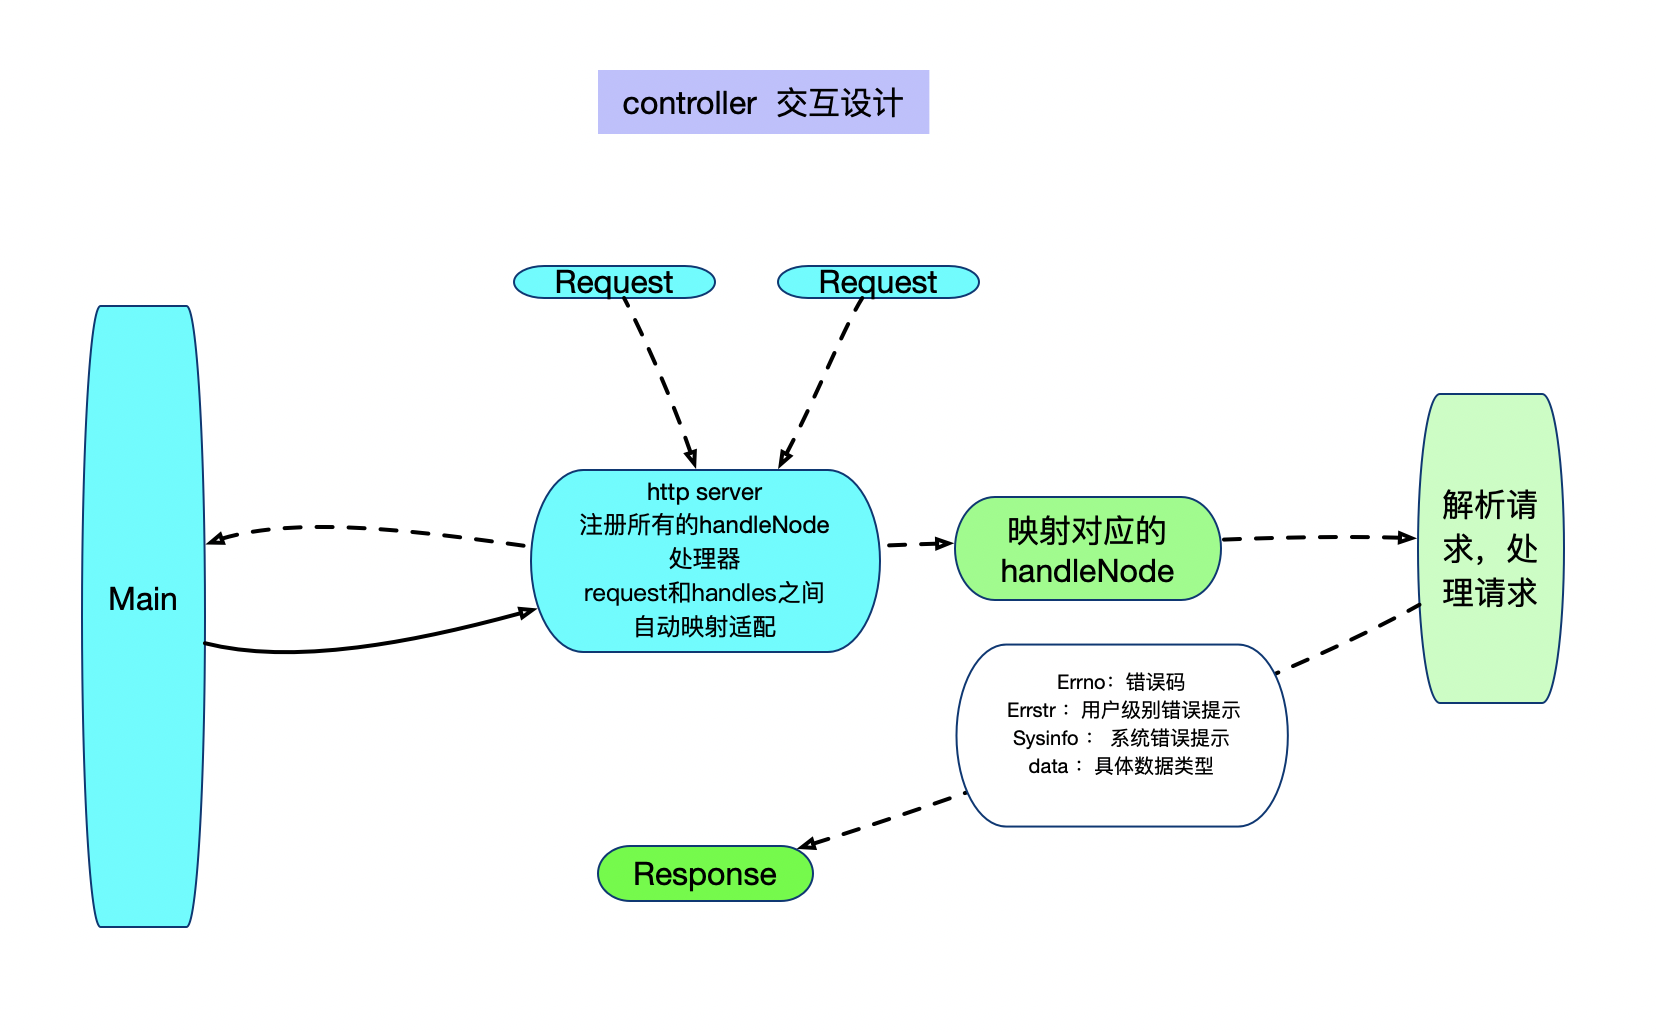 controller 交互设计
Request
Request
http server
注册所有的handleNode
处理器
request和handles之间
自动映射适配
Main
映射对应的
handleNode
解析请
求，处
理请求
Errno：错误码
Errstr ：用户级别错误提示
Sysinfo ： 系统错误提示
data ：具体数据类型
Response